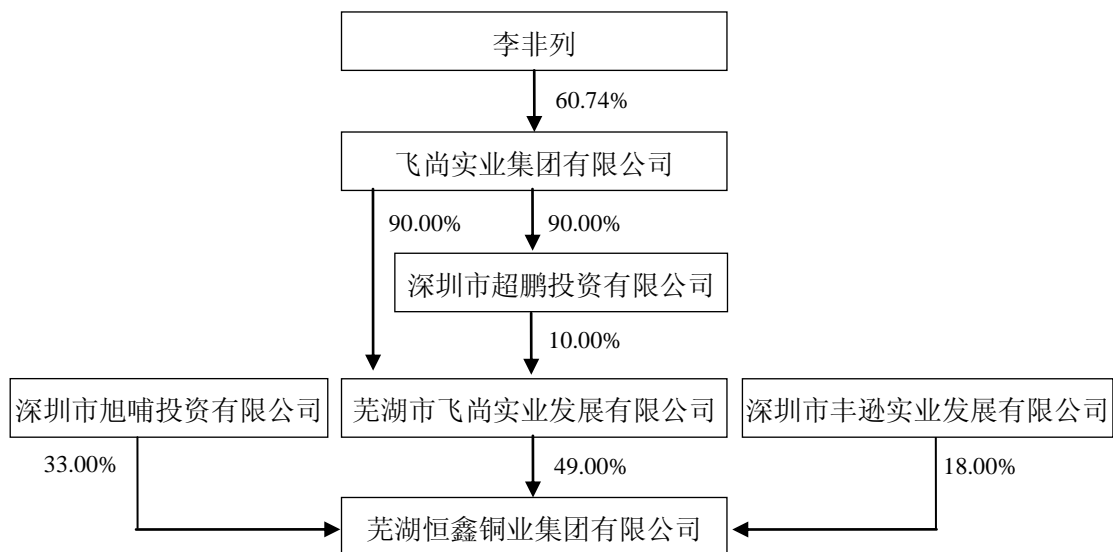 李非列
60.74%
飞尚实业集团有限公司
90.00%
90.00%
深圳市超鹏投资有限公司
10.00%
深圳市旭哺投资有限公司
芜湖市飞尚实业发展有限公司
深圳市丰逊实业发展有限公司
33.00%
49.00%
18.00%
芜湖恒鑫铜业集团有限公司